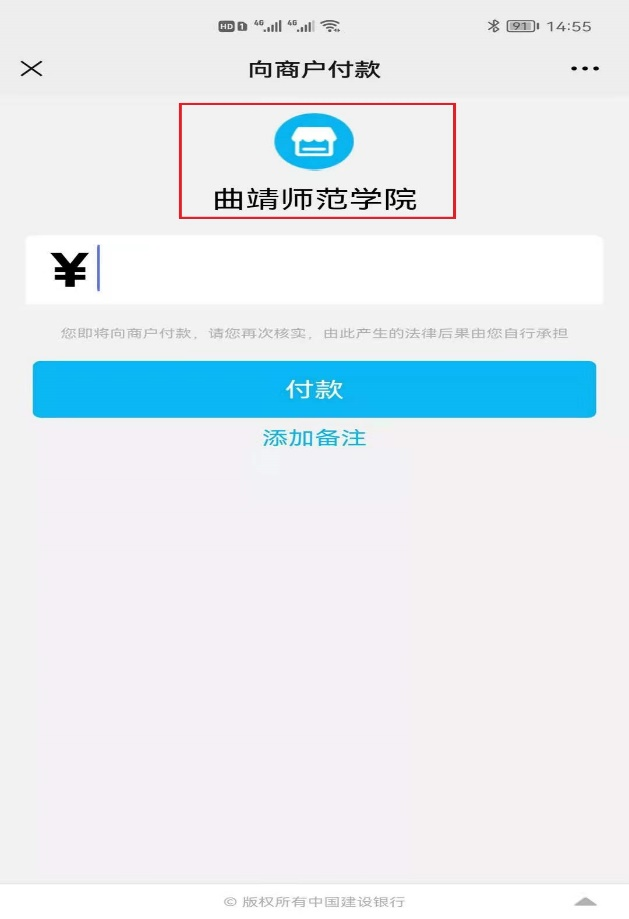 HD 1 4G 4G 91 14:55
向商户付款
曲靖师范学院
¥
您即将向商户付款，请您再次核实，由此产生的法律后果由您自行承担
付款
添加备注
© 版权所有中国建设银行